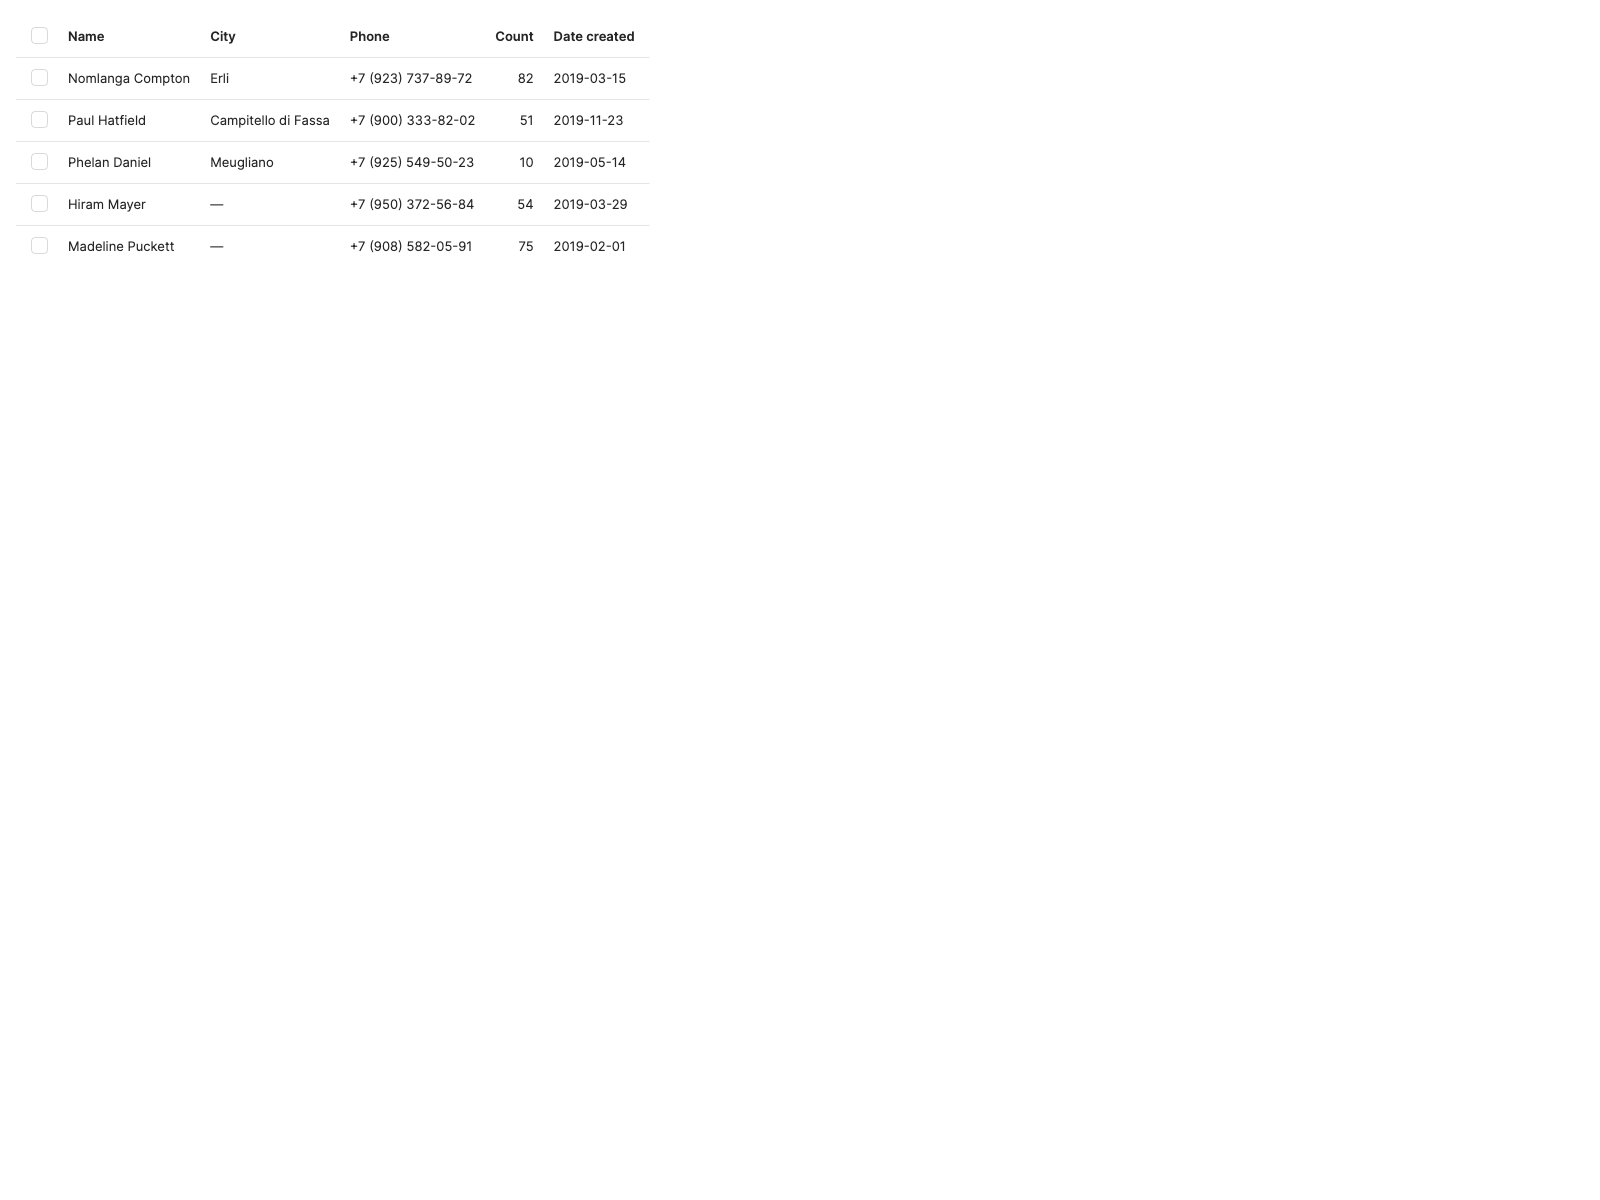 Name City Phone Count Date created
Nomlanga Compton Erli +7 (923) 737-89-72 82 2019-03-15
Paul Hatfield Campitello di Fassa +7 (900) 333-82-02 51 2019-11-23
Phelan Daniel Meugliano +7 (925) 549-50-23 10 2019-05-14
Hiram Mayer — +7 (950) 372-56-84 54 2019-03-29
Madeline Puckett — +7 (908) 582-05-91 75 2019-02-01